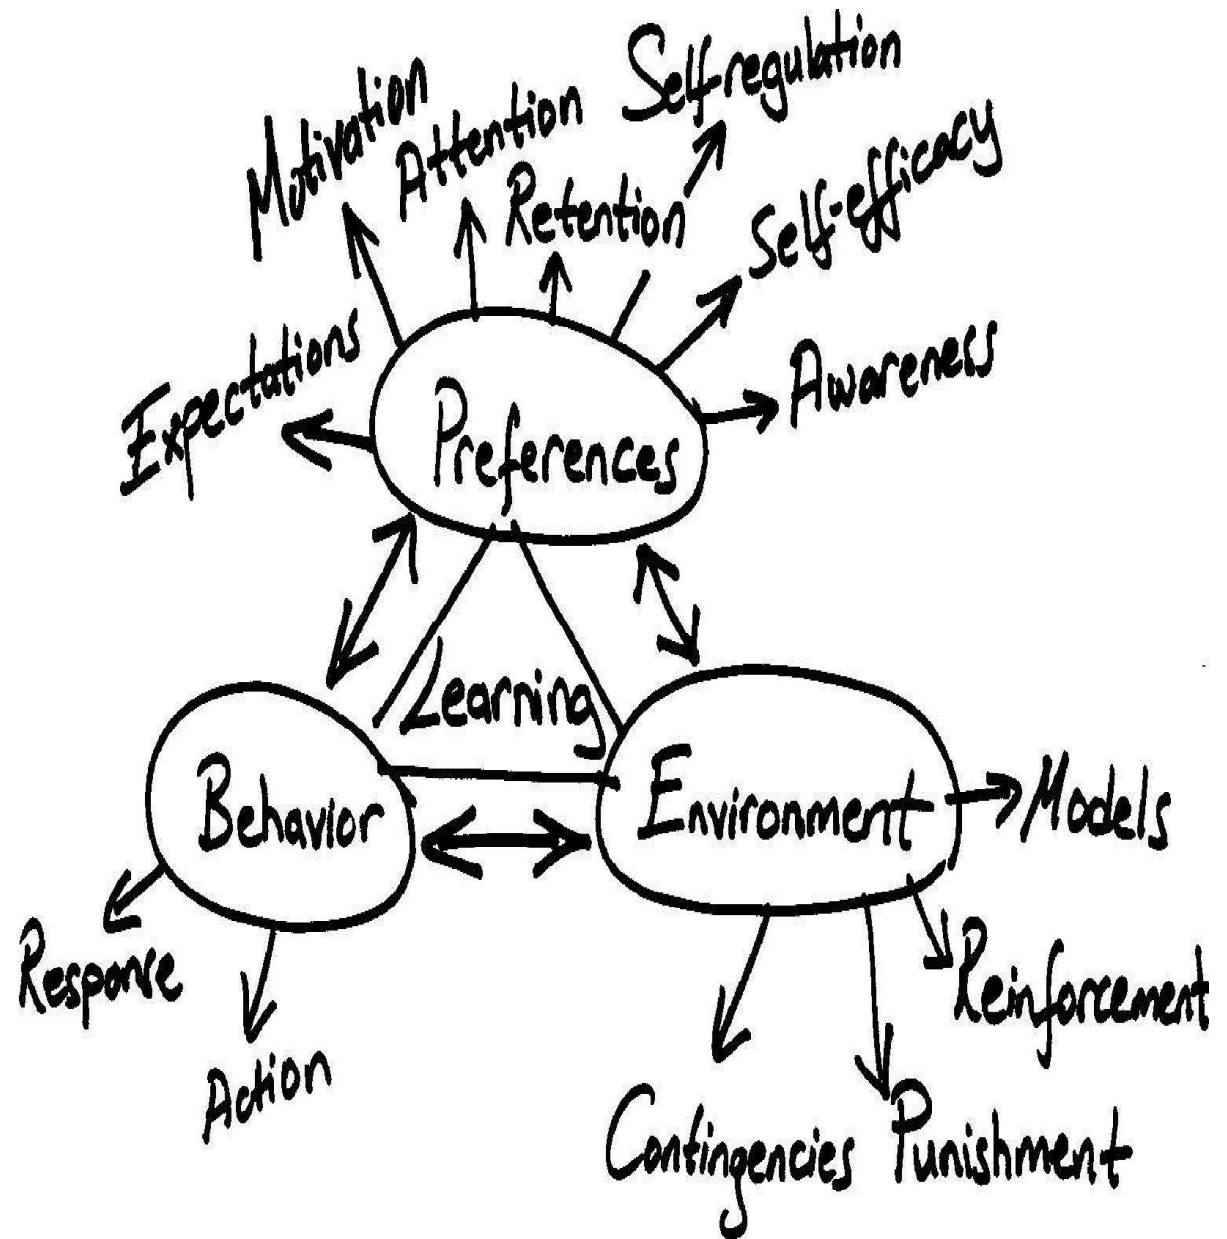 Self-regulation
Motivation
Attention
Retention
Self-efficacy
Expectations
Awareness
Preferences
Learning
Behavior
Environment
Models
Response
Reinforcement
Action
Contingencies
Punishment